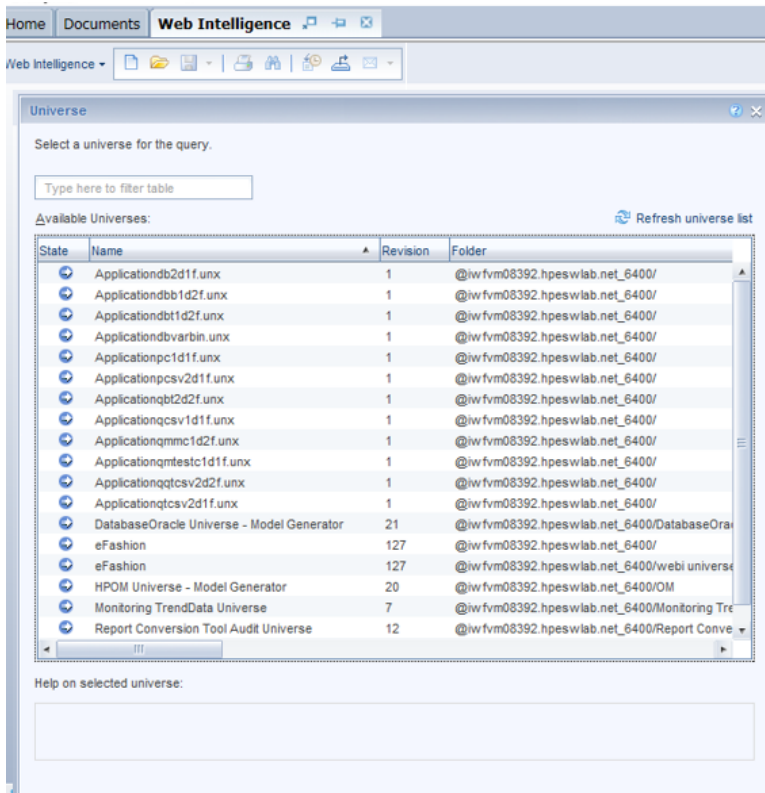 Home Documents Web Intelligence
Web Intelligence
Universe
Select a universe for the query.
Type here to filter table
Available Universes: Refresh universe list
State Name Revision Folder
Applicationdb2d1f.unx 1 @iwfvm08392.hpeswlab.net_6400/
Applicationdbb1d2f.unx 1 @iwfvm08392.hpeswlab.net_6400/
Applicationdbt1d2f.unx 1 @iwfvm08392.hpeswlab.net_6400/
Applicationdbvarbin.unx 1 @iwfvm08392.hpeswlab.net_6400/
Applicationpc1d1f.unx 1 @iwfvm08392.hpeswlab.net_6400/
Applicationpcsv2d1f.unx 1 @iwfvm08392.hpeswlab.net_6400/
Applicationqbt2d2f.unx 1 @iwfvm08392.hpeswlab.net_6400/
Applicationqcsv1d1f.unx 1 @iwfvm08392.hpeswlab.net_6400/
Applicationqmmc1d2f.unx 1 @iwfvm08392.hpeswlab.net_6400/
Applicationqmtestc1d1f.unx 1 @iwfvm08392.hpeswlab.net_6400/
Applicationqqtcsv2d2f.unx 1 @iwfvm08392.hpeswlab.net_6400/
Applicationqtcsv2d1f.unx 1 @iwfvm08392.hpeswlab.net_6400/
DatabaseOracle Universe - Model Generator 21 @iwfvm08392.hpeswlab.net_6400/DatabaseOra
eFashion 127 @iwfvm08392.hpeswlab.net_6400/
eFashion 127 @iwfvm08392.hpeswlab.net_6400/webi universe
HPOM Universe - Model Generator 20 @iwfvm08392.hpeswlab.net_6400/OM
Monitoring TrendData Universe 7 @iwfvm08392.hpeswlab.net_6400/Monitoring Tre
Report Conversion Tool Audit Universe 12 @iwfvm08392.hpeswlab.net_6400/Report Conve
Help on selected universe: